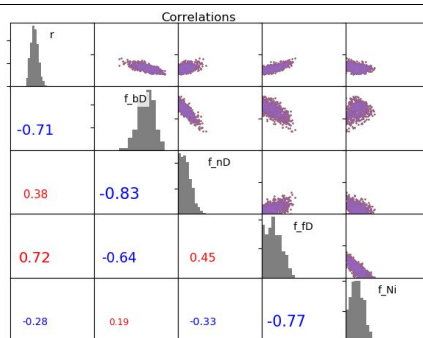 Correlations
r
f_bD
-0.71
f_nD
0.38 -0.83
f_fD
0.72 -0.64 0.45
f_Ni
-0.28 0.19 -0.33 -0.77